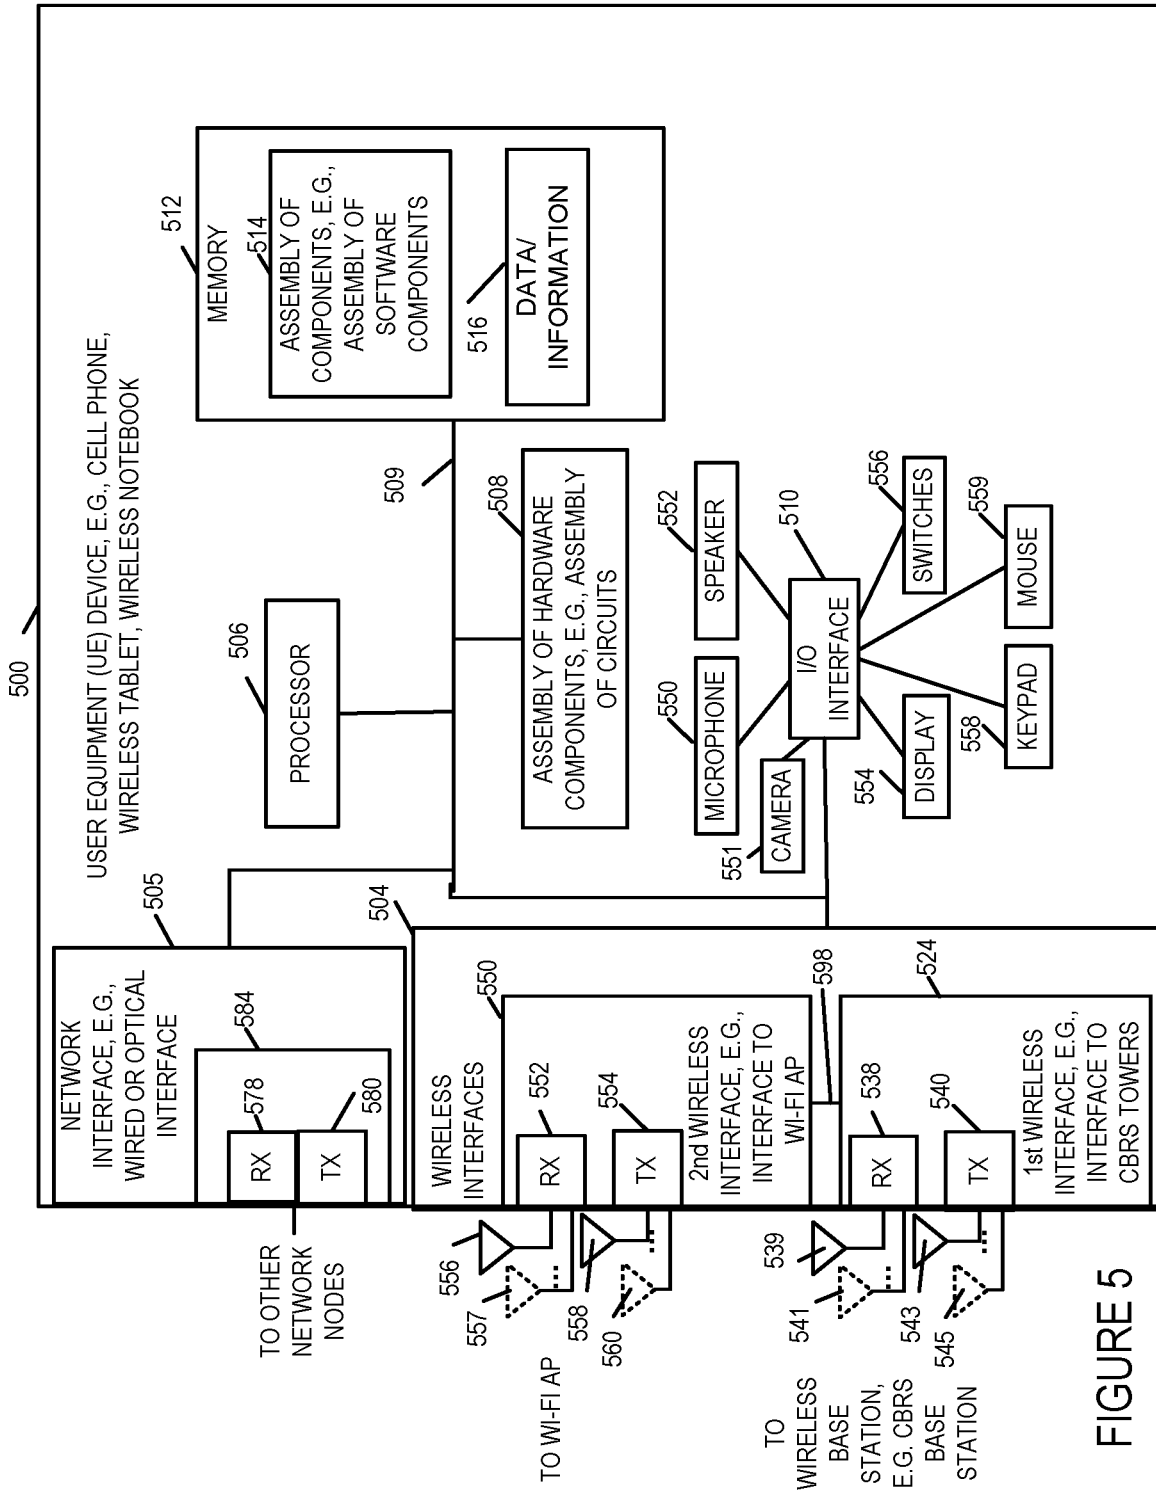 500
USER EQUIPMENT (UE) DEVICE, E.G., CELL PHONE,
WIRELESS TABLET, WIRELESS NOTEBOOK
505
NETWORK
INTERFACE, E.G.,
WIRED OR OPTICAL
INTERFACE
584
578
RX
580
TX
TO OTHER
NETWORK
NODES
506
PROCESSOR
512
MEMORY
514
ASSEMBLY OF
COMPONENTS, E.G.,
ASSEMBLY OF
SOFTWARE
COMPONENTS
516
DATA/
INFORMATION
509
508
ASSEMBLY OF HARDWARE
COMPONENTS, E.G., ASSEMBLY
OF CIRCUITS
504
WIRELESS
INTERFACES
550
552
RX
554
TX
2nd WIRELESS
INTERFACE, E.G.,
INTERFACE TO
WI-FI AP
556
557
558
560
TO WI-FI AP
598
524
538
RX
540
TX
1st WIRELESS
INTERFACE, E.G.
INTERFACE TO
CBRS TOWERS
539
541
543
545
TO
WIRELESS
BASE
STATION,
E.G. CBRS
BASE
STATION
550
MICROPHONE
552
SPEAKER
551
CAMERA
510
I/O
INTERFACE
554
DISPLAY
556
SWITCHES
558
KEYPAD
559
MOUSE
FIGURE 5